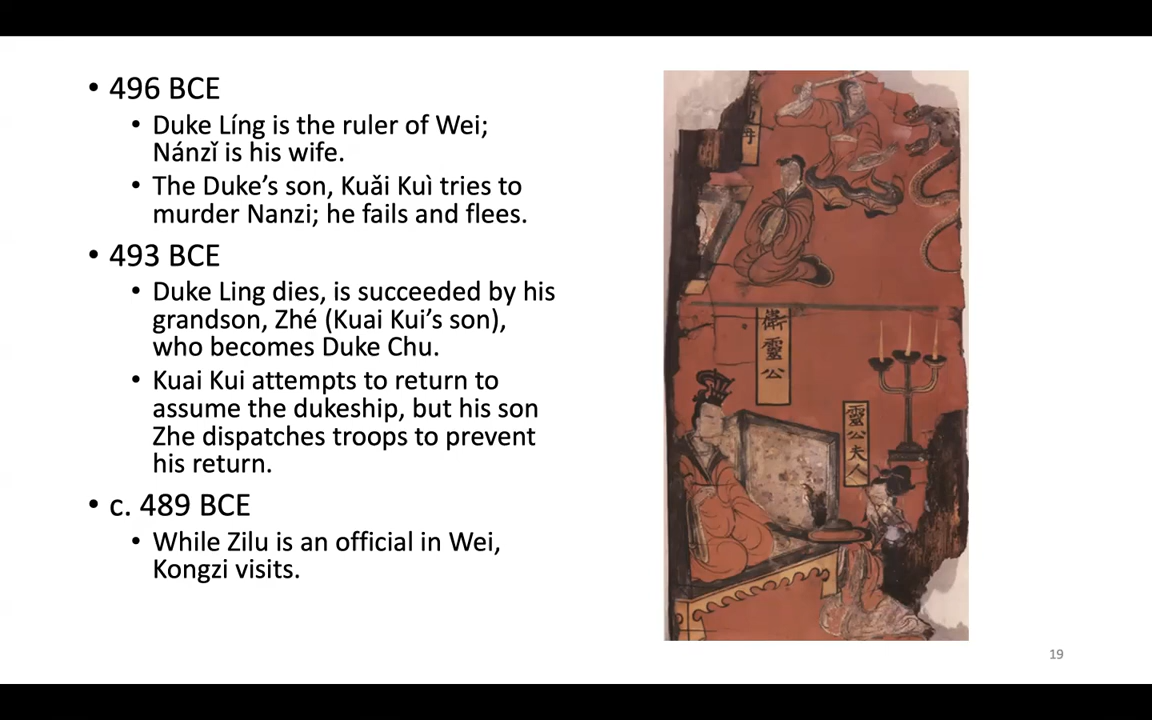 • 496 BCE
• Duke Líng is the ruler of Wei;
Nánzǐ is his wife.
• The Duke’s son, Kuǎi Kuì tries to
murder Nanzi; he fails and flees.
• 493 BCE
• Duke Ling dies, is succeeded by his
grandson, Zhé (Kuai Kui’s son),
who becomes Duke Chu.
• Kuai Kui attempts to return to
assume the dukeship, but his son
Zhe dispatches troops to prevent
his return.
• c. 489 BCE
• While Zilu is an official in Wei,
Kongzi visits.
母
衛靈公
靈公夫人
19